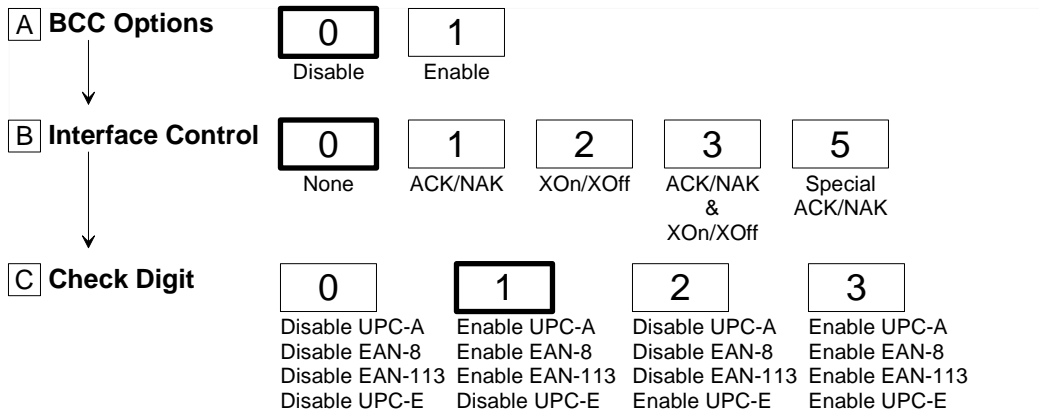 A BCC Options 0 1
Disable Enable
B Interface Control 0 1 2 3 5
None ACK/NAK XOn/XOff ACK/NAK Special
& ACK/NAK
XOn/XOff
C Check Digit 0 1 2 3
Disable UPC-A Enable UPC-A Disable UPC-A Enable UPC-A
Disable EAN-8 Enable EAN-8 Disable EAN-8 Enable EAN-8
Disable EAN-113 Enable EAN-113 Disable EAN-113 Enable EAN-113
Disable UPC-E Disable UPC-E Enable UPC-E Enable UPC-E